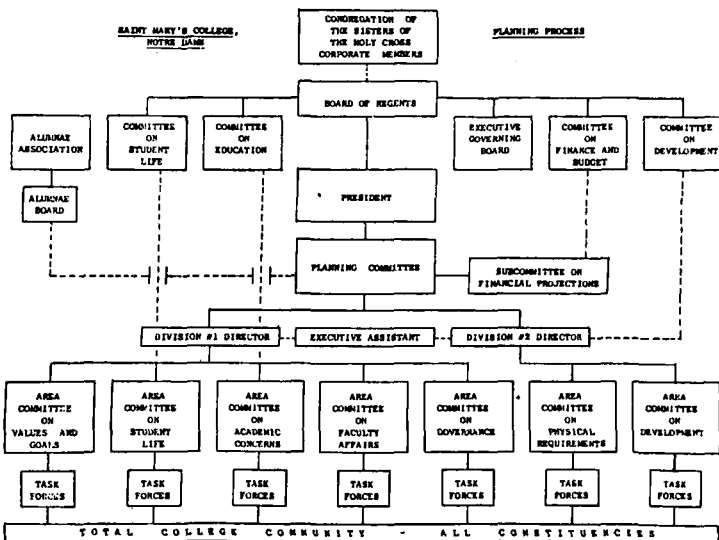 SAINT MARY'S COLLEGE,
NOTRE DAME
CONGREGATION OF
THE SISTERS OF
THE HOLY CROSS
CORPORATE MEMBERS
PLANNING PROCESS
BOARD OF REGENTS
ALUMNAE
ASSOCIATION
COMMITTEE
ON
STUDENT
LIFE
COMMITTEE
ON
EDUCATION
EXECUTIVE
GOVERNING
BOARD
COMMITTEE
ON
FINANCE AND
BUDGET
COMMITTEE
ON
DEVELOPMENT
ALUMNAE
BOARD
PRESIDENT
PLANNING COMMITTEE
SUBCOMMITTEE ON
FINANCIAL PROJECTIONS
DIVISION #1 DIRECTOR
EXECUTIVE ASSISTANT
DIVISION #2 DIRECTOR
AREA
COMMITTEE
ON
VALUES AND
GOALS
AREA
COMMITTEE
ON
STUDENT
LIFE
AREA
COMMITTEE
ON
ACADEMIC
CONCERNS
AREA
COMMITTEE
ON
FACULTY
AFFAIRS
AREA
COMMITTEE
ON
GOVERNANCE
AREA
COMMITTEE
ON
PHYSICAL
REQUIREMENTS
AREA
COMMITTEE
ON
DEVELOPMENT
TASK
FORCES
TASK
FORCES
TASK
FORCES
TASK
FORCES
TASK
FORCES
TASK
FORCES
TASK
FORCES
TOTAL COLLEGE COMMUNITY - ALL CONSTITUENCIES